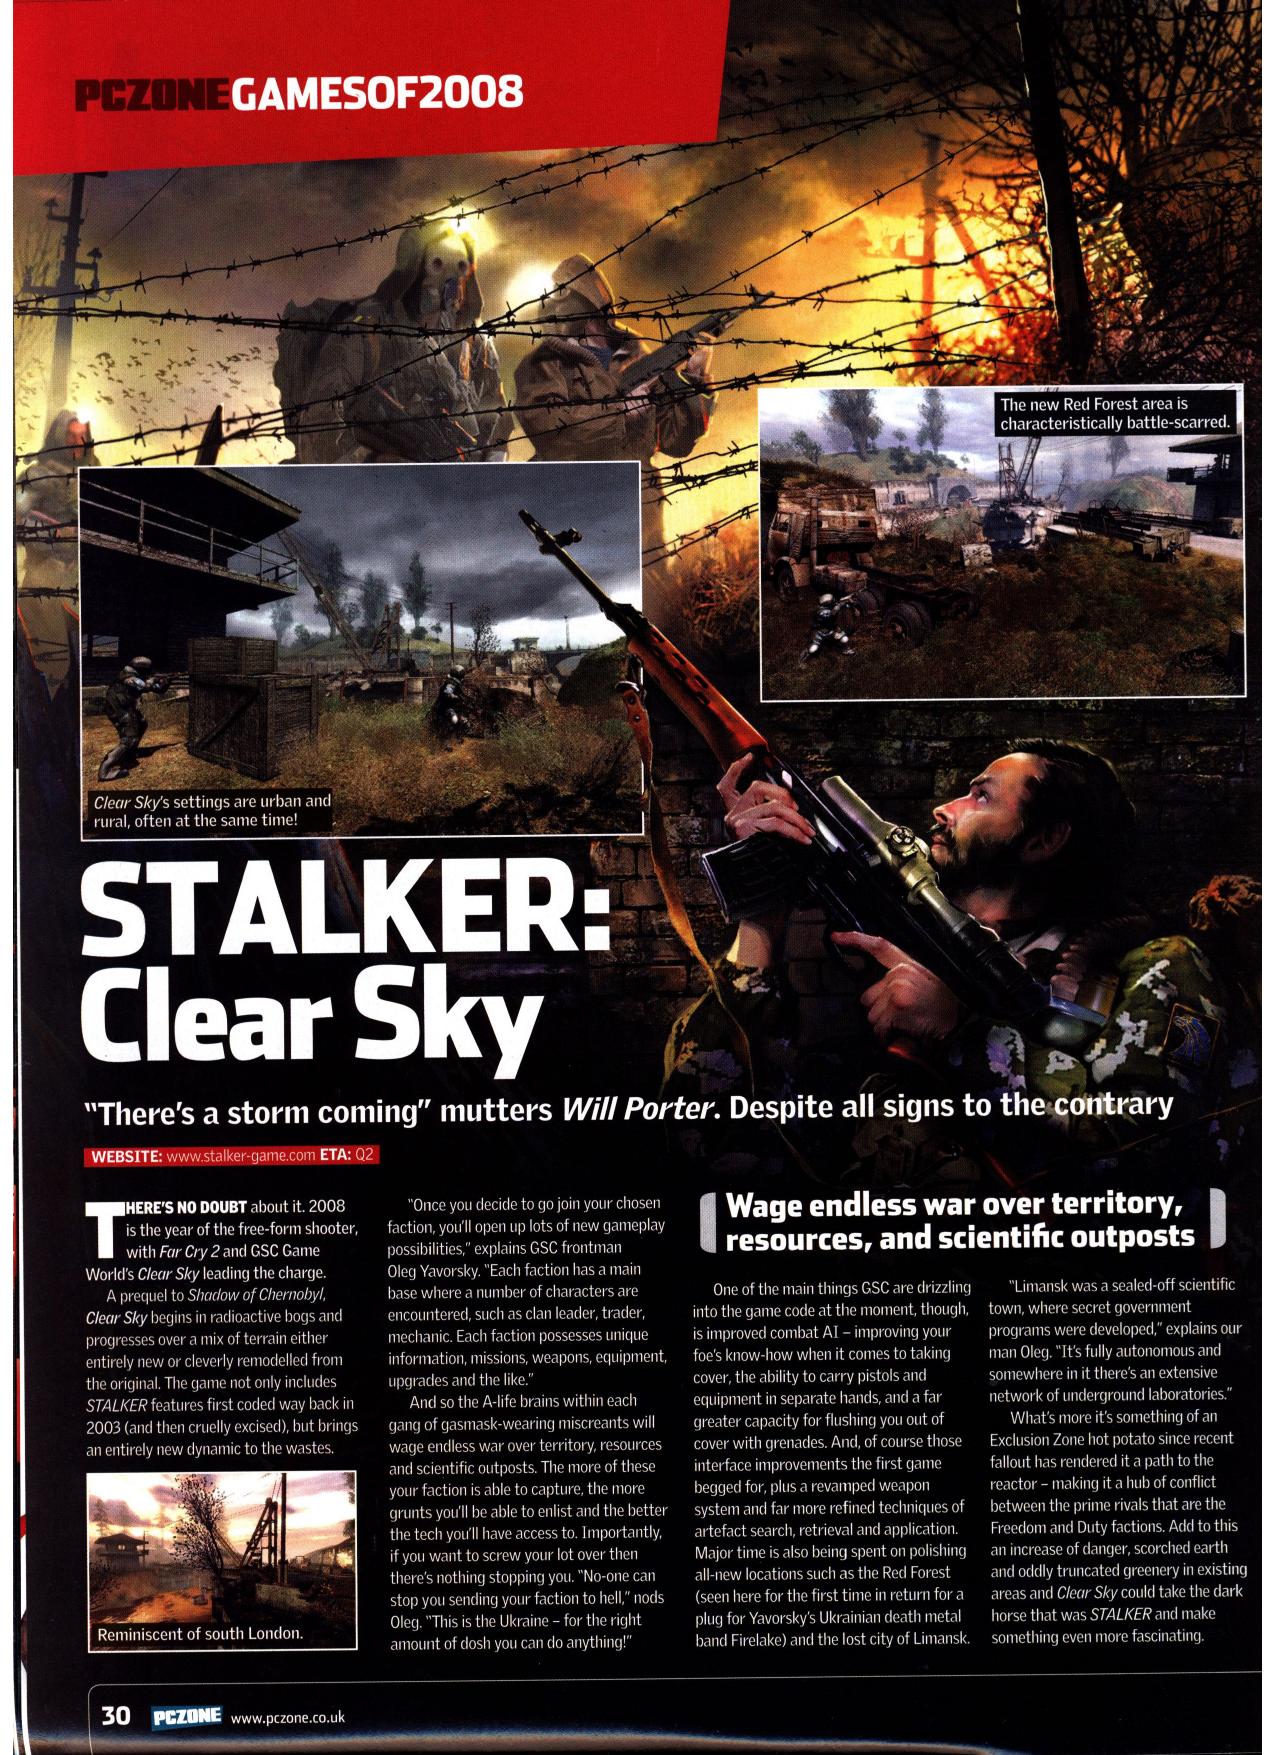 PCZONEGAMESOF2008
The new Red Forest area is
characteristically battle-scarred.
Clear Sky's settings are urban and
rural, often at the same time!
STALKER:
Clear Sky
"There's a storm coming" mutters Will Porter. Despite all signs to the contrary
WEBSITE: www.stalker-game.com ETA: Q2
THERE'S NO DOUBT about it. 2008
is the year of the free-form shooter,
with Far Cry 2 and GSC Game
World's Clear Sky leading the charge.
A prequel to Shadow of Chernobyl,
Clear Sky begins in radioactive bogs and
progresses over a mix of terrain either
entirely new or cleverly remodelled from
the original. The game not only includes
STALKER features first coded way back in
2003 (and then cruelly excised), but brings
an entirely new dynamic to the wastes.
Reminiscent of south London.
"Once you decide to go join your chosen
faction, you'll open up lots of new gameplay
possibilities," explains GSC frontman
Oleg Yavorsky. "Each faction has a main
base where a number of characters are
encountered, such as clan leader, trader,
mechanic. Each faction possesses unique
information, missions, weapons, equipment,
upgrades and the like."
And so the A-life brains within each
gang of gasmask-wearing miscreants will
wage endless war over territory, resources
and scientific outposts. The more of these
your faction is able to capture, the more
grunts you'll be able to enlist and the better
the tech you'll have access to. Importantly,
if you want to screw your lot over then
there's nothing stopping you. "No-one can
stop you sending your faction to hell," nods
Oleg. "This is the Ukraine – for the right
amount of dosh you can do anything!"
Wage endless war over territory,
resources, and scientific outposts
One of the main things GSC are drizzling
into the game code at the moment, though,
is improved combat AI – improving your
foe's know-how when it comes to taking
cover, the ability to carry pistols and
equipment in separate hands, and a far
greater capacity for flushing you out of
cover with grenades. And, of course those
interface improvements the first game
begged for, plus a revamped weapon
system and far more refined techniques of
artefact search, retrieval and application.
Major time is also being spent on polishing
all-new locations such as the Red Forest
(seen here for the first time in return for a
plug for Yavorsky's Ukrainian death metal
band Firelake) and the lost city of Limansk.
"Limansk was a sealed-off scientific
town, where secret government
programs were developed," explains our
man Oleg. "It's fully autonomous and
somewhere in it there's an extensive
network of underground laboratories."
What's more it's something of an
Exclusion Zone hot potato since recent
fallout has rendered it a path to the
reactor – making it a hub of conflict
between the prime rivals that are the
Freedom and Duty factions. Add to this
an increase of danger, scorched earth
and oddly truncated greenery in existing
areas and Clear Sky could take the dark
horse that was STALKER and make
something even more fascinating.
30 PCZONE www.pczone.co.uk